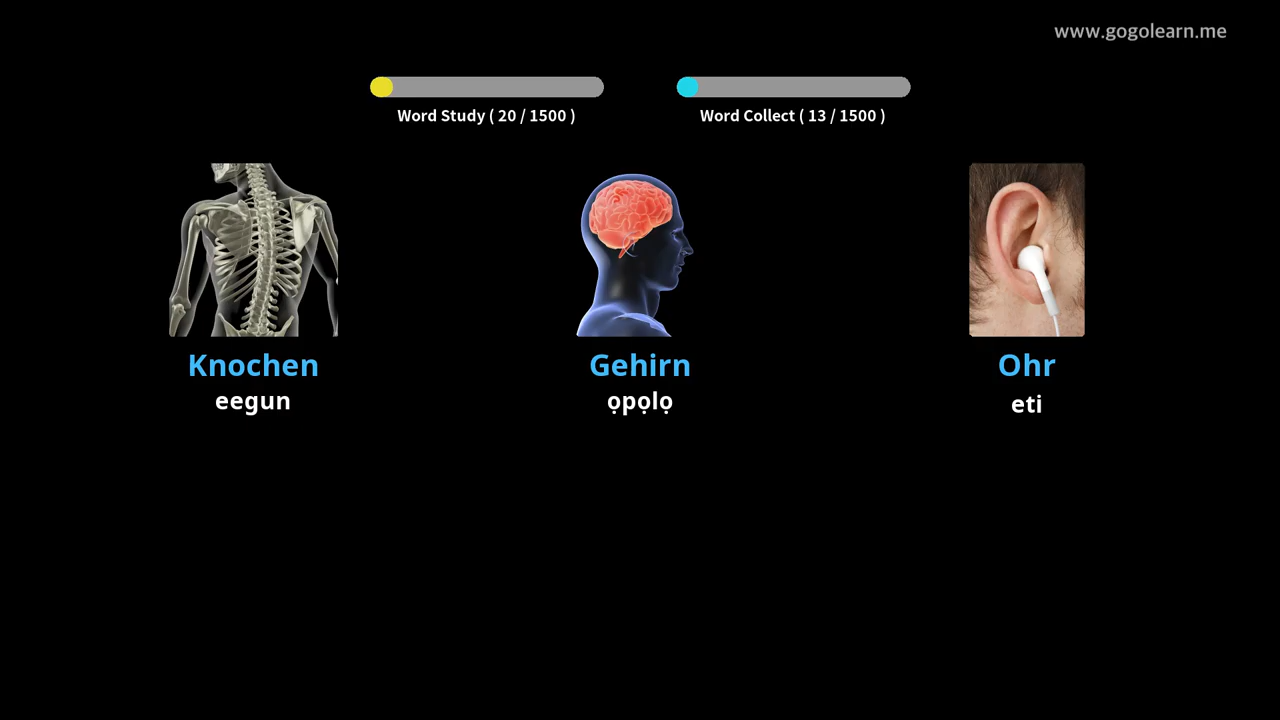 www.gogolearn.me
Word Study ( 20 / 1500 )
Word Collect ( 13 / 1500 )
Knochen
eegun
Gehirn
ọpọlọ
Ohr
eti